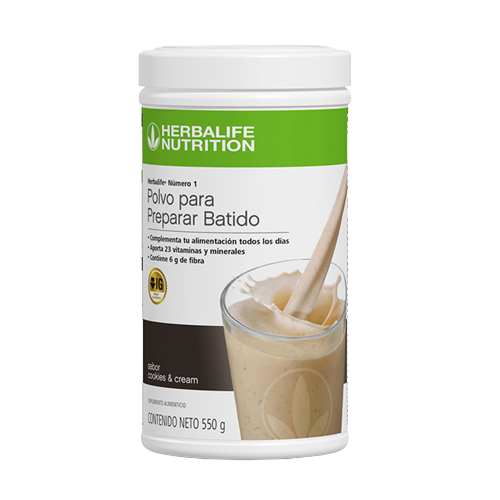 HERBALIFE
NUTRITION
Herbalife® Número 1
Polvo para
Preparar Batido
• Complementa tu alimentación todos los días
• Aporta 23 vitaminas y minerales
• Contiene 6 g de fibra
IG
sabor
cookies & cream
SUPLEMENTO ALIMENTICIO
CONTENIDO NETO 550 g